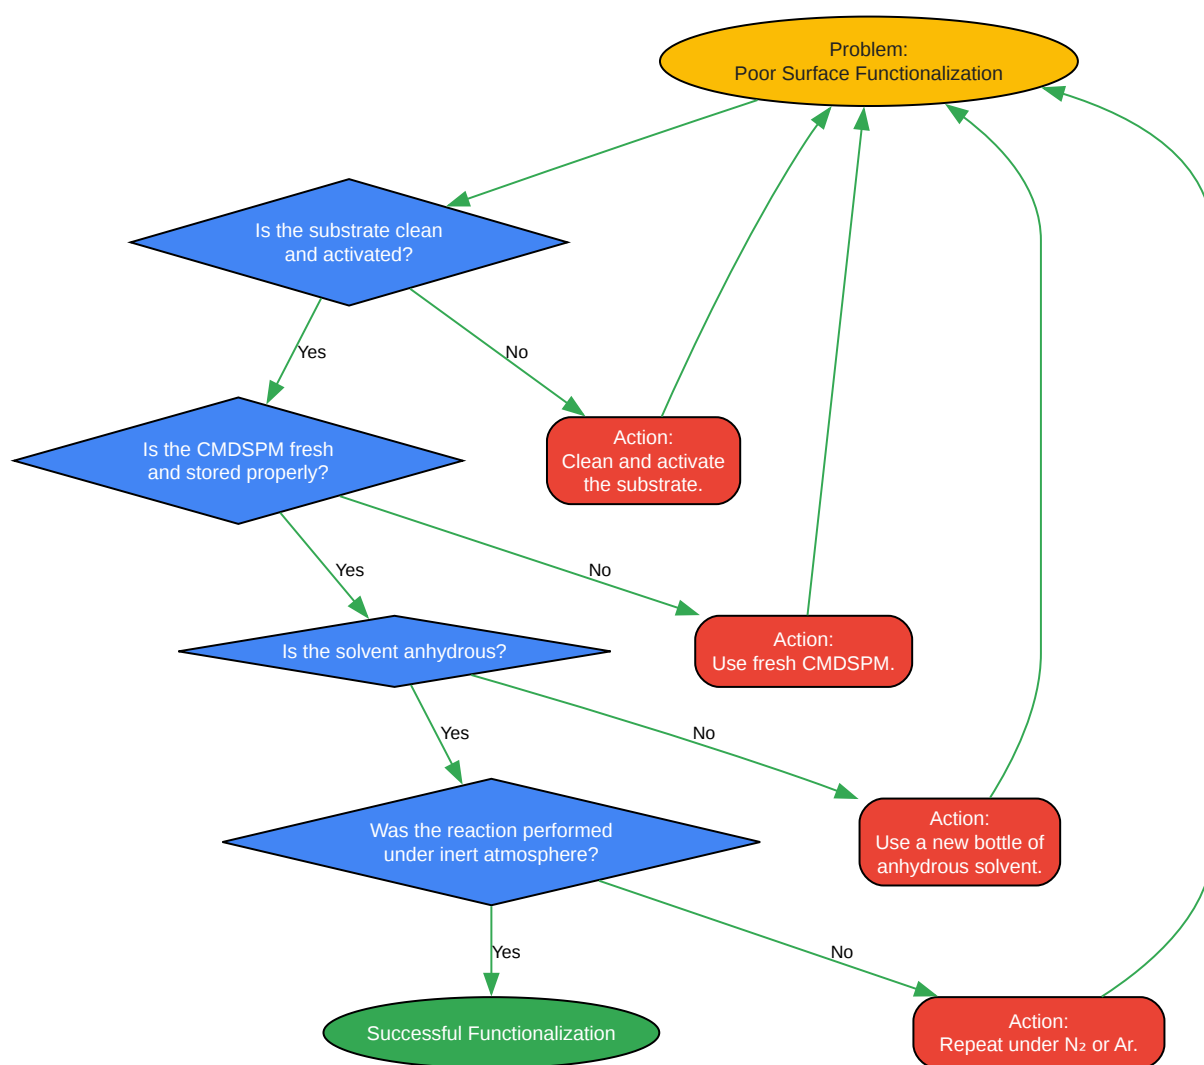 Problem:
Poor Surface Functionalization
Is the substrate clean
and activated?
Yes
No
Is the CMDSPM fresh
and stored properly?
Action:
Clean and activate
the substrate.
Yes
No
Is the solvent anhydrous?
Action:
Use fresh CMDSPM.
Yes
No
Was the reaction performed
under inert atmosphere?
Action:
Use a new bottle of
anhydrous solvent.
Yes
No
Successful Functionalization
Action:
Repeat under N₂ or Ar.